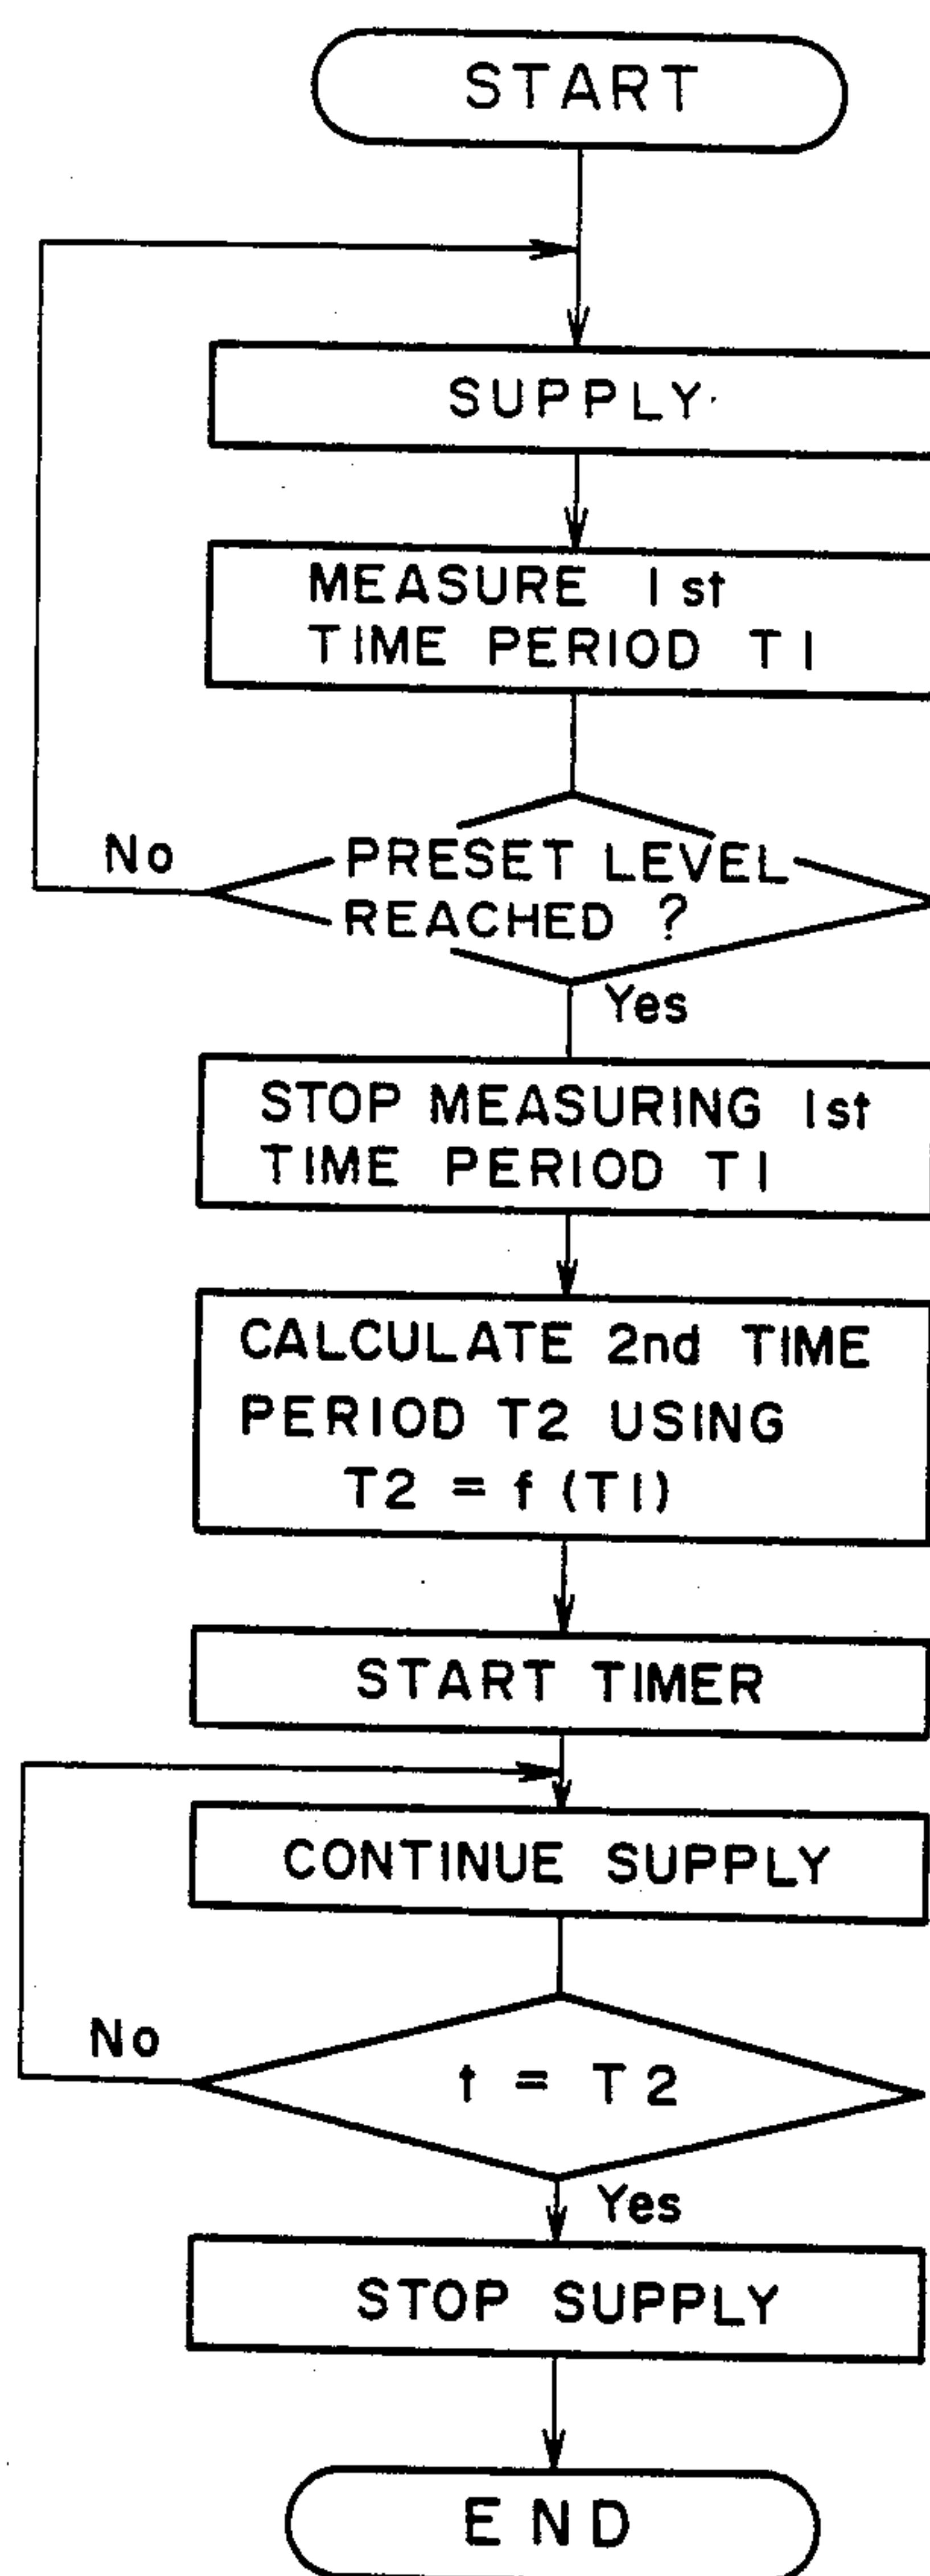 START
SUPPLY
MEASURE 1st
TIME PERIOD T1
No
PRESET LEVEL
REACHED ?
Yes
STOP MEASURING 1st
TIME PERIOD T1
CALCULATE 2nd TIME
PERIOD T2 USING
T2 = f (T1)
START TIMER
CONTINUE SUPPLY
No
t = T2
Yes
STOP SUPPLY
END